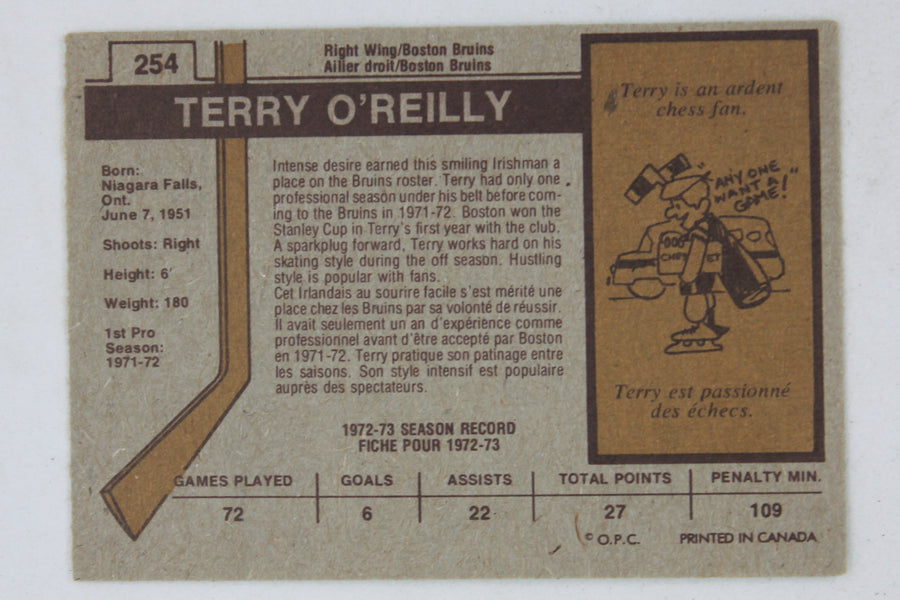 254
Right Wing/Boston Bruins
Ailier droit/Boston Bruins
TERRY O'REILLY
Born:
Niagara Falls,
Ont.
June 7, 1951
Shoots: Right
Height: 6'
Weight: 180
1st Pro
Season:
1971-72
Intense desire earned this smiling Irishman a
place on the Bruins roster. Terry had only one
professional season under his belt before com-
ing to the Bruins in 1971-72. Boston won the
Stanley Cup in Terry's first year with the club.
A sparkplug forward, Terry works hard on his
skating style during the off season. Hustling
style is popular with fans.
Cet Irlandais au sourire facile s'est mérité une
place chez les Bruins par sa volonté de réussir.
Il avait seulement un an d'expérience comme
professionnel avant d'être accepté par Boston
en 1971-72. Terry pratique son patinage entre
les saisons. Son style intensif est populaire
auprès des spectateurs.
Terry is an ardent
chess fan.
"ANY ONE
WANT A
GAME!"
Terry est passionné
des échecs.
1972-73 SEASON RECORD
FICHE POUR 1972-73
GAMES PLAYED GOALS ASSISTS TOTAL POINTS PENALTY MIN.
72 6 22 27 109
© O.P.C. PRINTED IN CANADA